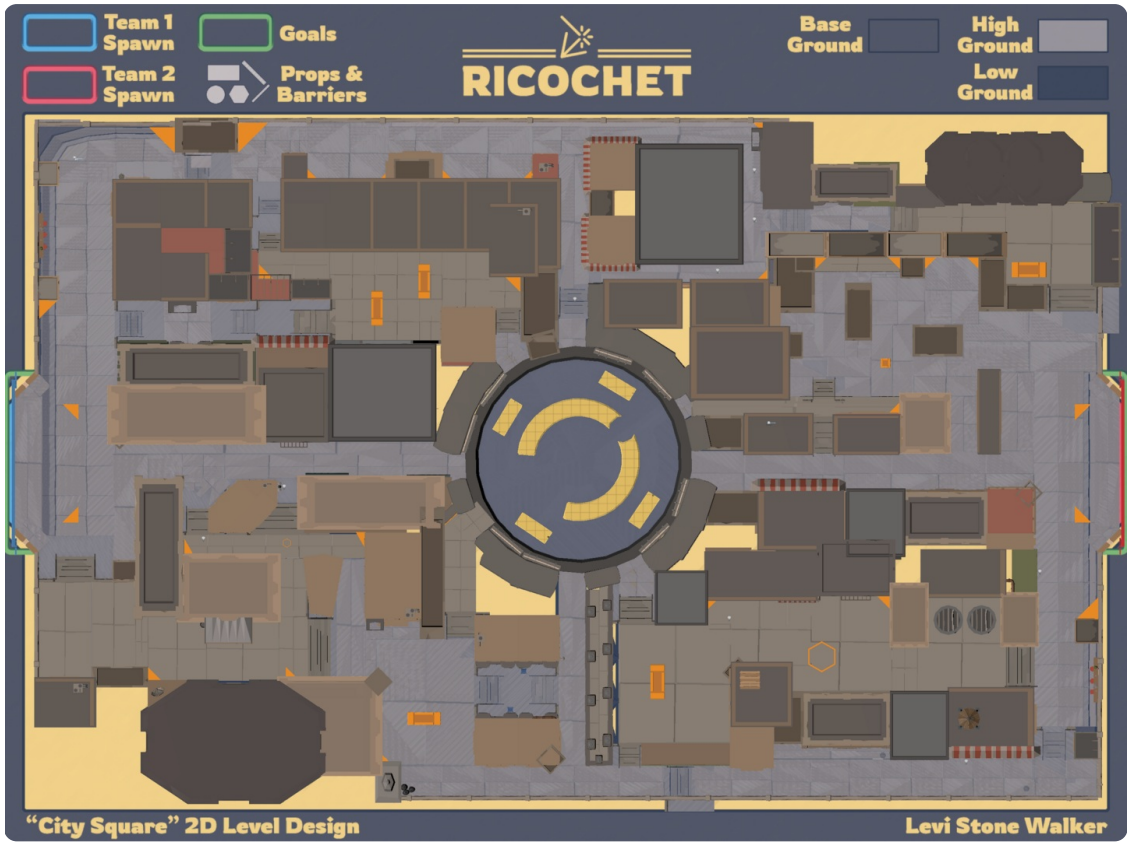 Team 1
Spawn
Goals
Team 2
Spawn
Props &
Barriers
RICOCHET
Base
Ground
High
Ground
Low
Ground
“City Square” 2D Level Design
Levi Stone Walker